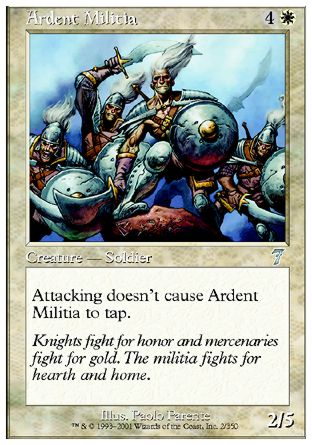 Ardent Militia 4
Creature — Soldier 7
Attacking doesn't cause Ardent
Militia to tap.
Knights fight for honor and mercenaries
fight for gold. The militia fights for
hearth and home.
Illus. Paolo Parente
™ & © 1993–2001 Wizards of the Coast, Inc. 2/350
2/5